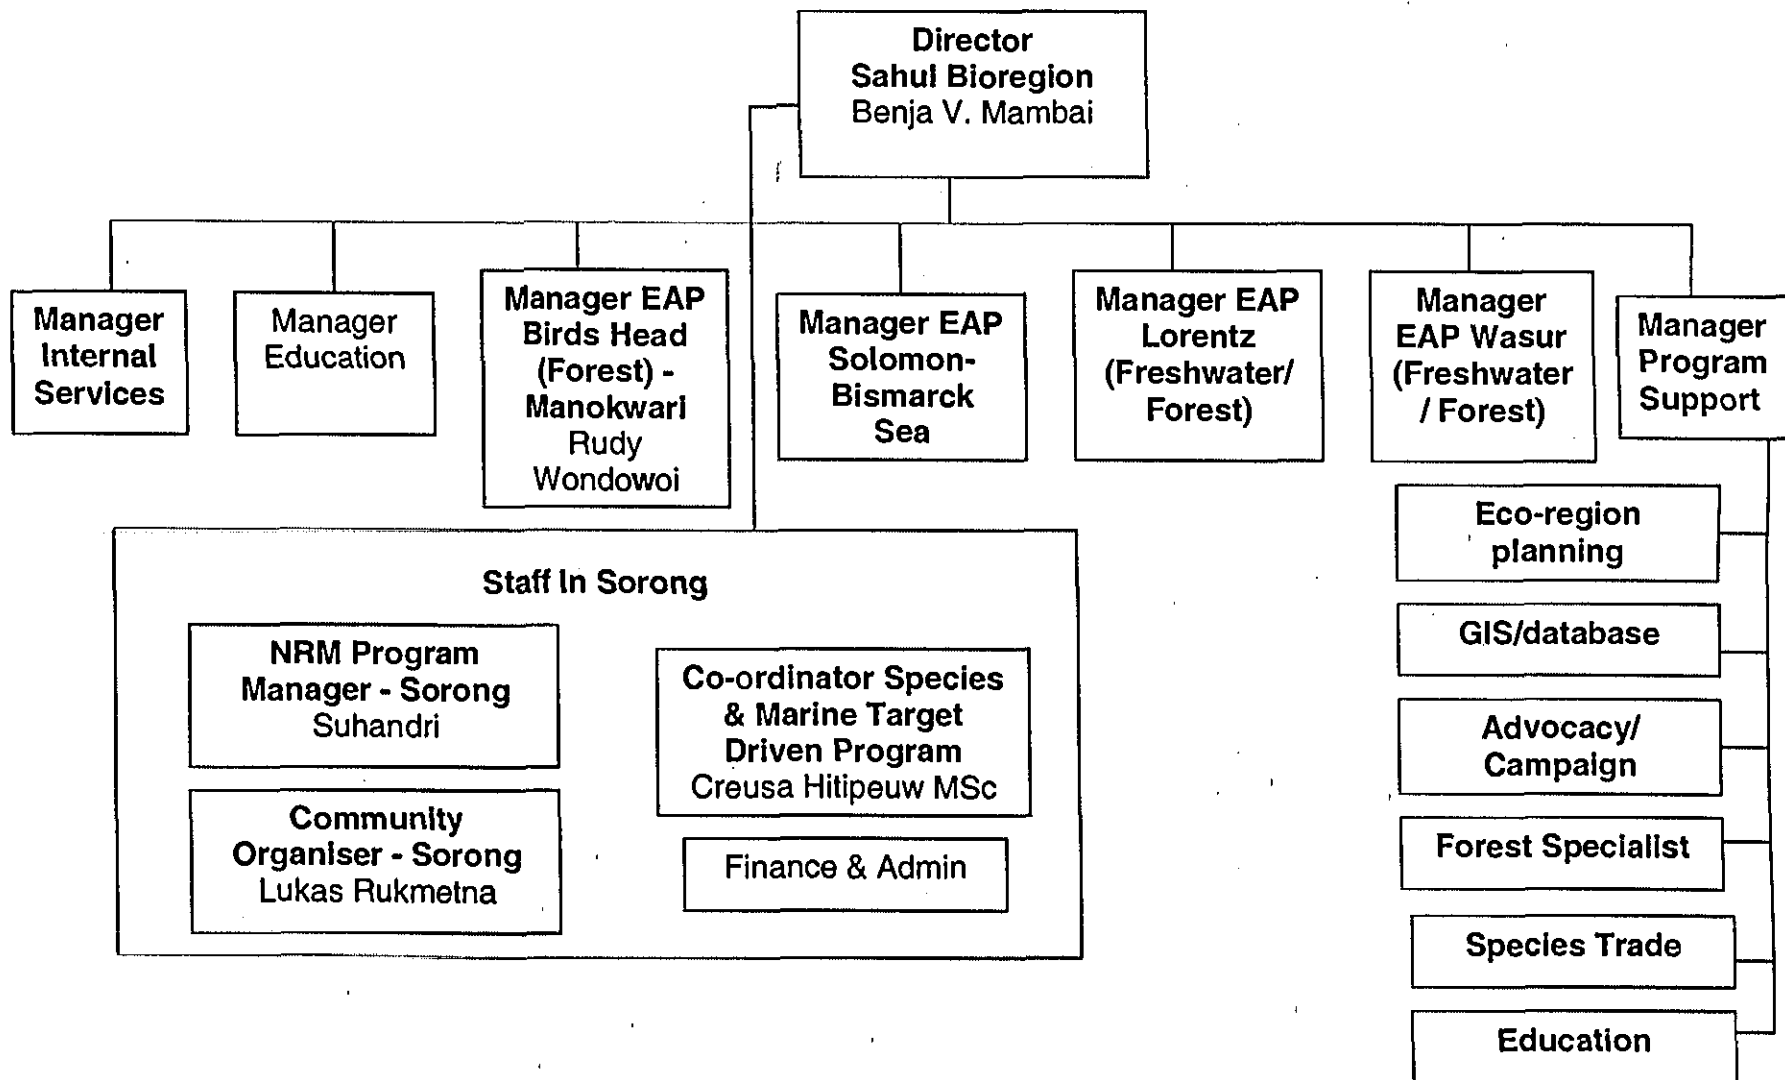 Director
Sahul Bioregion
Benja V. Mambai
Manager
Internal
Services
Manager
Education
Manager EAP
Birds Head
(Forest) -
Manokwari
Rudy
Wondowoi
Manager EAP
Solomon-
Bismarck
Sea
Manager EAP
Lorentz
(Freshwater/
Forest)
Manager
EAP Wasur
(Freshwater
/ Forest)
Manager
Program
Support
Staff In Sorong
NRM Program
Manager - Sorong
Suhandri
Community
Organiser - Sorong
Lukas Rukmetna
Co-ordinator Species
& Marine Target
Driven Program
Creusa Hitipeuw MSc
Finance & Admin
Eco-region
planning
GIS/database
Advocacy/
Campaign
Forest Specialist
Species Trade
Education